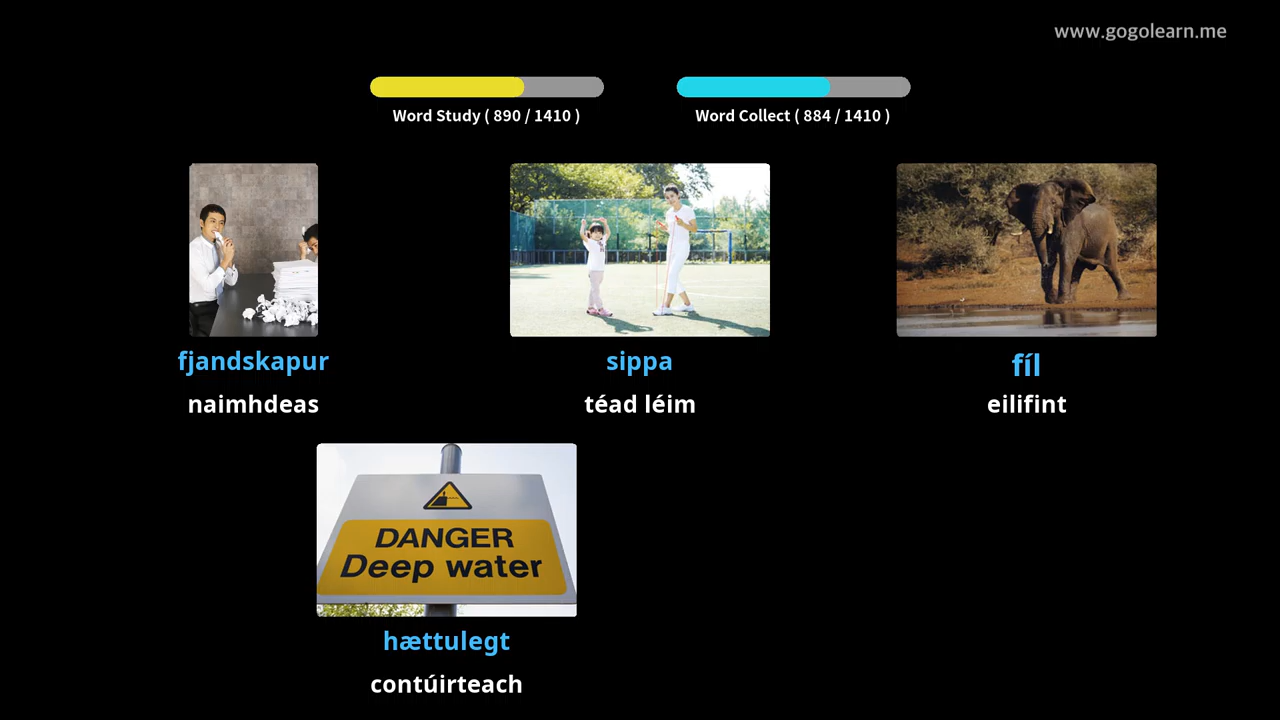 www.gogolearn.me
Word Study ( 890 / 1410 )
Word Collect ( 884 / 1410 )
fjandskapur
naimhdeas
sippa
téad léim
fíl
eilifint
DANGER
Deep water
hættulegt
contúirteach